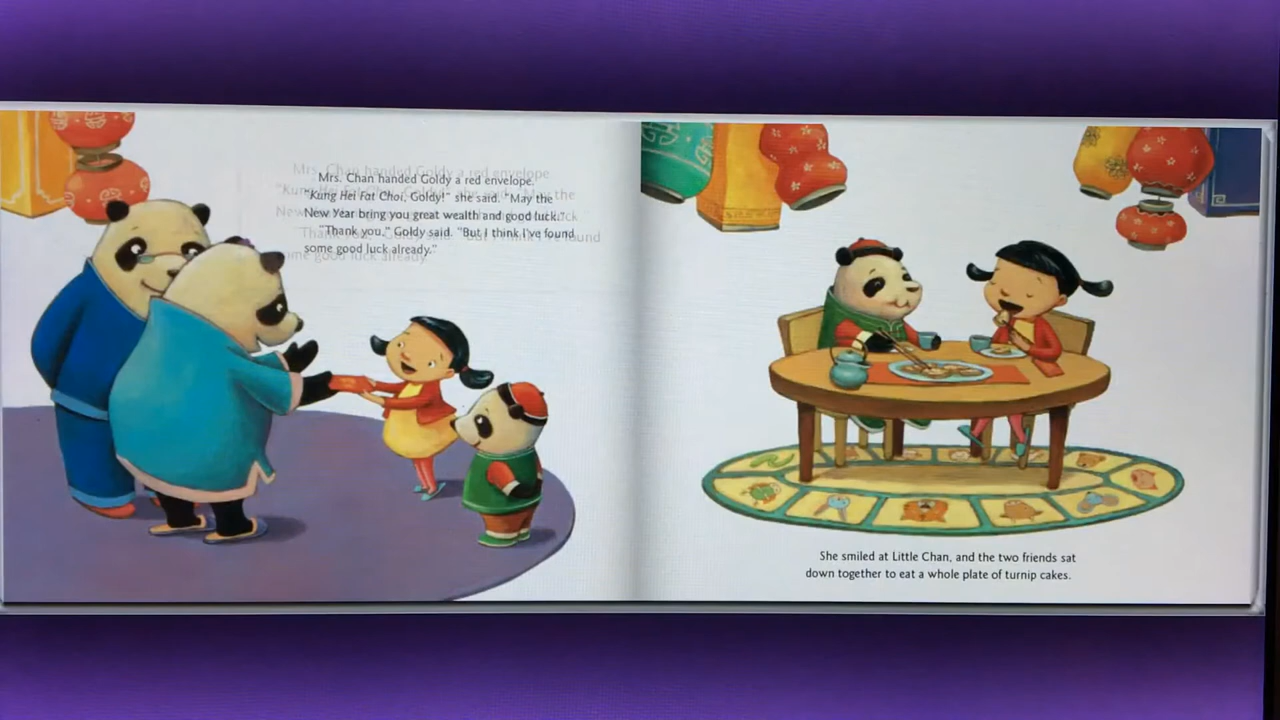 Mrs. Chan handed Goldy a red envelope.
"Kung Hei Fat Choi, Goldy!" she said. "May the
New Year bring you great wealth and good luck."
"Thank you," Goldy said. "But I think I've found
some good luck already."
She smiled at Little Chan, and the two friends sat
down together to eat a whole plate of turnip cakes.